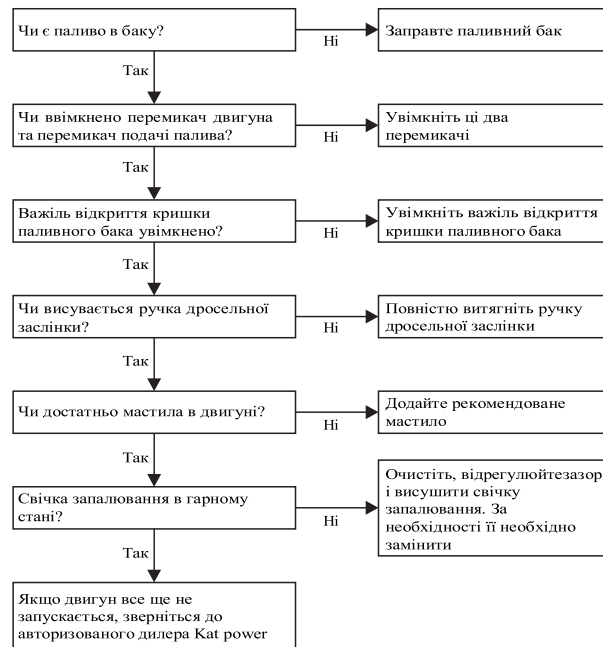 Чи є паливо в баку?
Ні
Заправте паливний бак
Так
Чи ввімкнено перемикач двигуна
та перемикач подачі палива?
Ні
Увімкніть ці два
перемикачі
Так
Важіль відкриття кришки
паливного бака увімкнено?
Ні
Увімкніть важіль відкриття
кришки паливного бака
Так
Чи висувається ручка дросельної
заслінки?
Ні
Повністю витягніть ручку
дросельної заслінки
Так
Чи достатньо мастила в двигуні?
Ні
Додайте рекомендоване
мастило
Так
Свічка запалювання в гарному
стані?
Ні
Очистіть, відрегулюйтезазор
і висушити свічку
запалювання. За
необхідності її необхідно
замінити
Так
Якщо двигун все ще не
запускається, зверніться до
авторизованого дилера Kat power